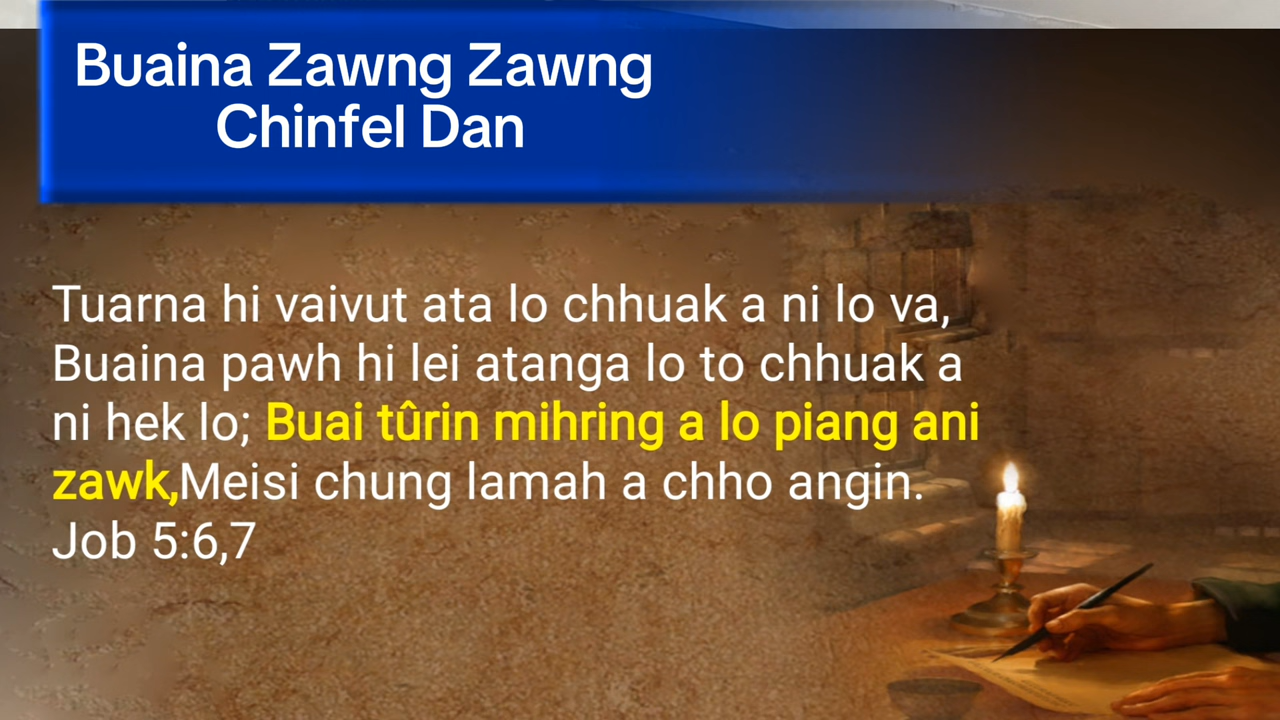 Buaina Zawng Zawng
Chinfel Dan
Tuarna hi vaivut ata lo chhuak a ni lo va,
Buaina pawh hi lei atanga lo to chhuak a
ni hek lo; Buai tûrin mihring a lo piang ani
zawk,Meisi chung lamah a chho angin.
Job 5:6,7